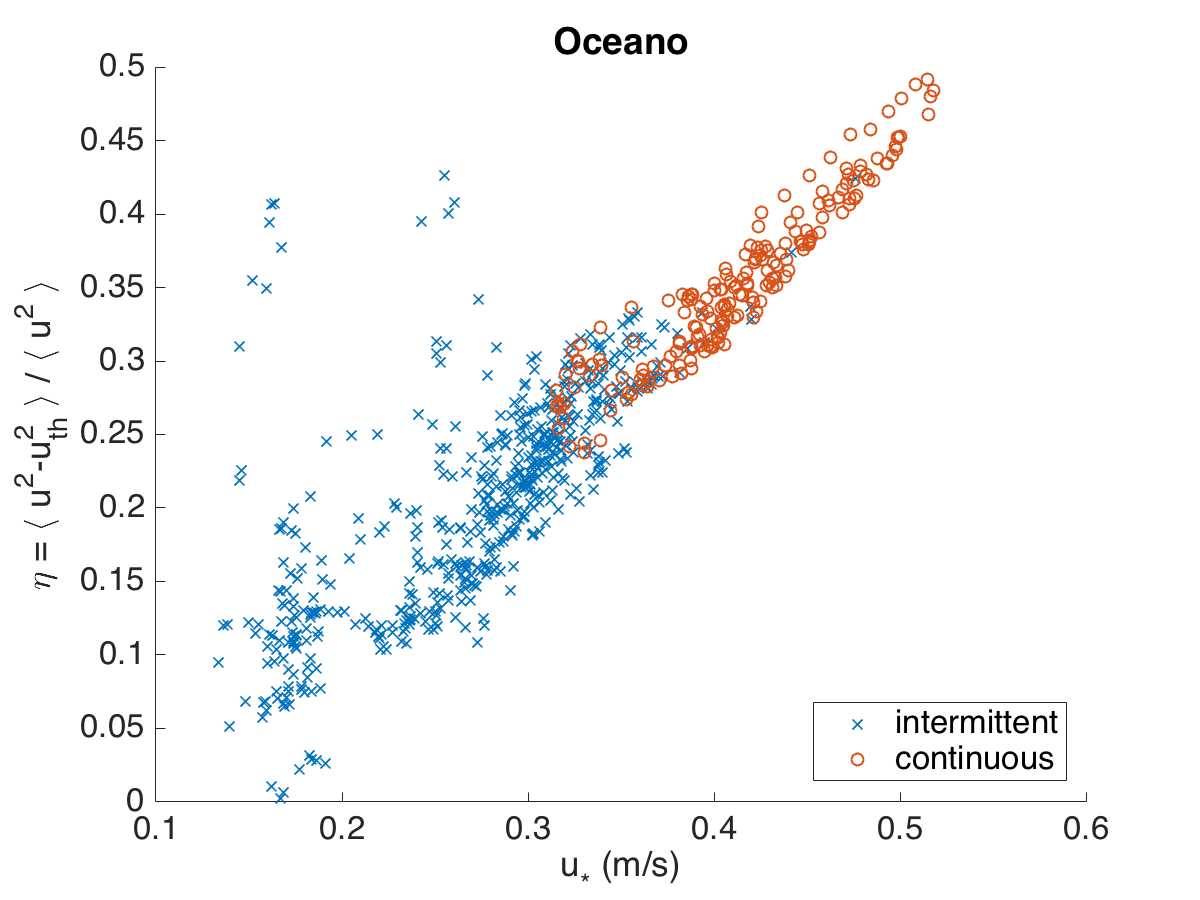 Oceano
η = ⟨ u²-u²th ⟩ / ⟨ u² ⟩
0.5
0.45
0.4
0.35
0.3
0.25
0.2
0.15
0.1
0.05
0
intermittent
continuous
0.1 0.2 0.3 0.4 0.5 0.6
u* (m/s)